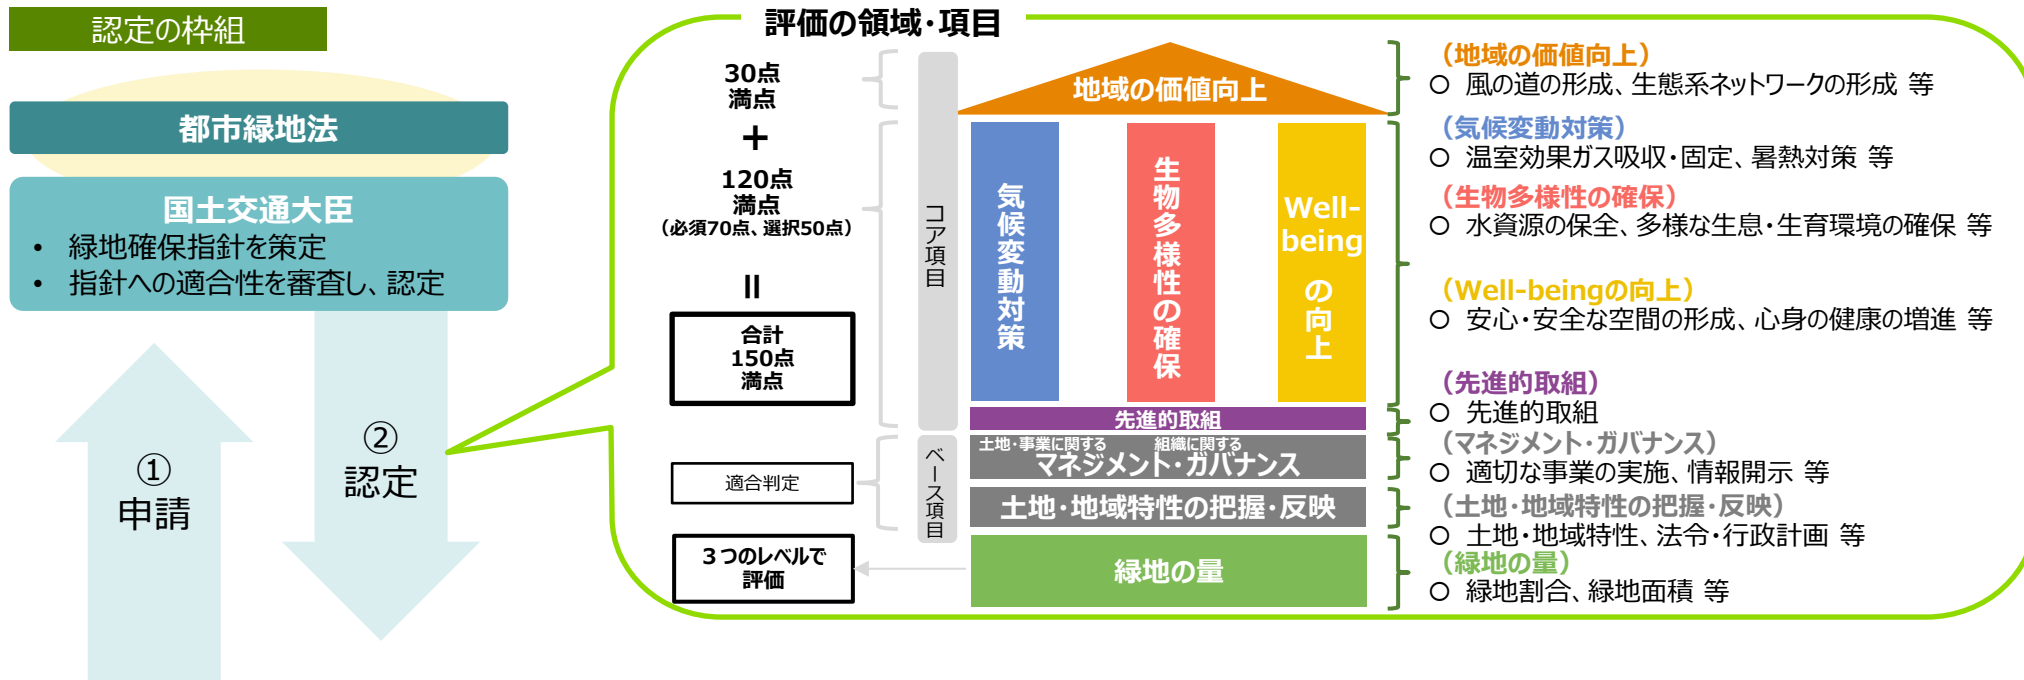 認定の枠組
都市緑地法
国土交通大臣
• 緑地確保指針を策定
• 指針への適合性を審査し、認定
①
申請
②
認定
評価の領域・項目
30点
満点
＋
120点
満点
（必須70点、選択50点）
＝
合計
150点
満点
適合判定
３つのレベルで
評価
コア項目
ベース項目
地域の価値向上
気候変動対策
生物多様性の確保
Well-
being
の向上
先進的取組
土地・事業に関する 組織に関する
マネジメント・ガバナンス
土地・地域特性の把握・反映
緑地の量
（地域の価値向上）
○ 風の道の形成、生態系ネットワークの形成 等
（気候変動対策）
○ 温室効果ガス吸収・固定、暑熱対策 等
（生物多様性の確保）
○ 水資源の保全、多様な生息・生育環境の確保 等
（Well-beingの向上）
○ 安心・安全な空間の形成、心身の健康の増進 等
（先進的取組）
○ 先進的取組
（マネジメント・ガバナンス）
○ 適切な事業の実施、情報開示 等
（土地・地域特性の把握・反映）
○ 土地・地域特性、法令・行政計画 等
（緑地の量）
○ 緑地割合、緑地面積 等